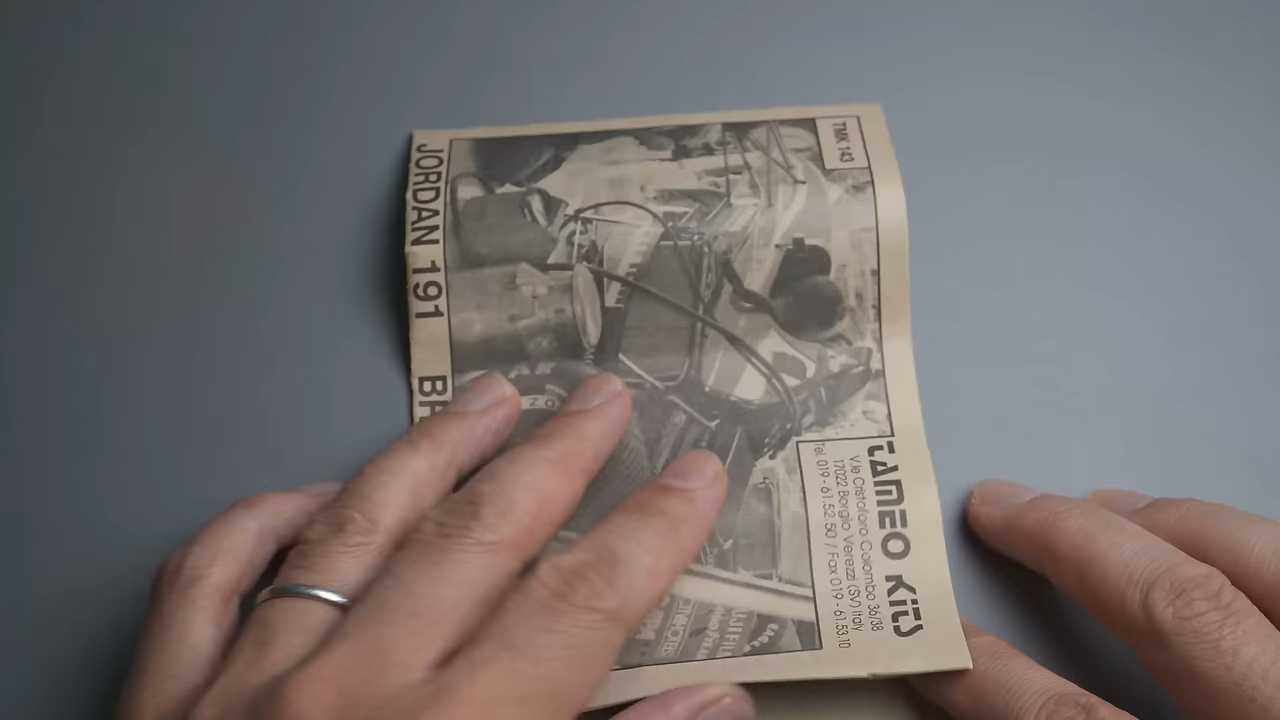 TMK 143
TAMEO KITS
V.le Cristoforo Colombo 36/38
17022 Borgio Verezzi (SV) Italy
Tel. 019 - 61.52.50 / Fax 019 - 61.53.10
JORDAN 191